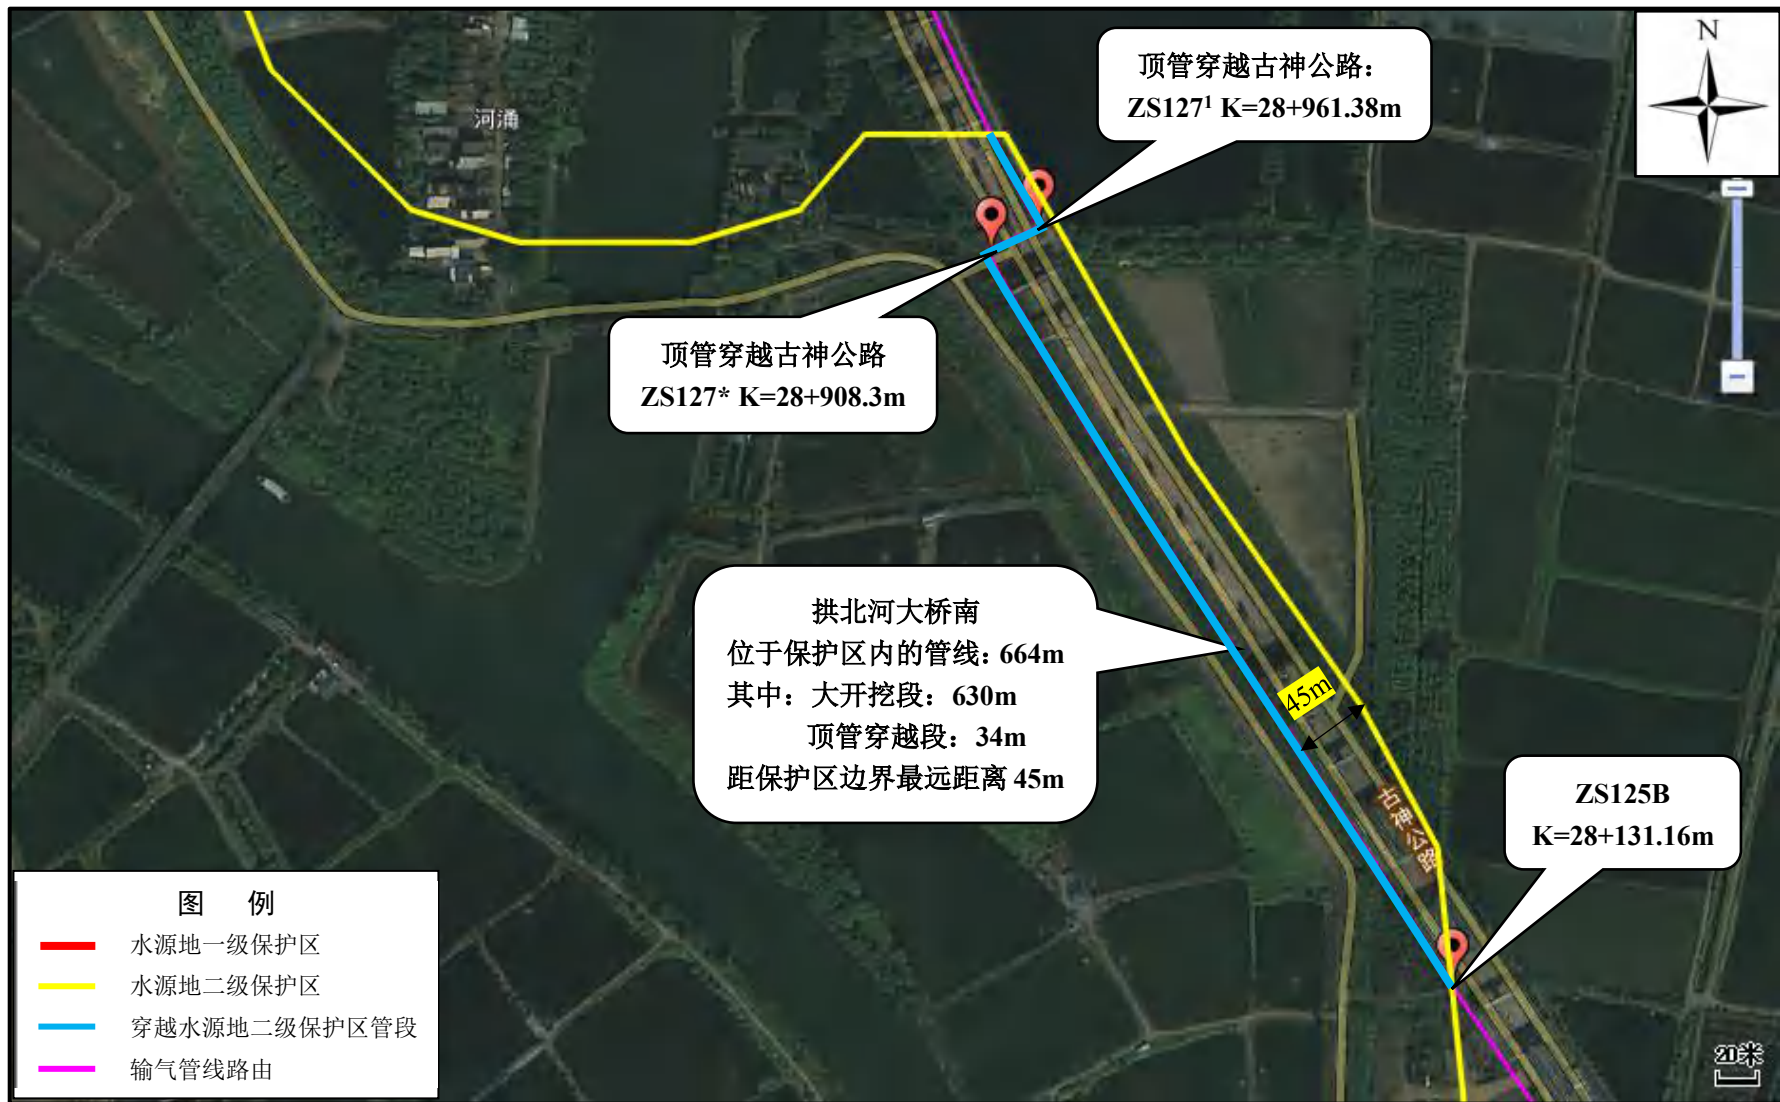 N
顶管穿越古神公路：
ZS127¹ K=28+961.38m
河涌
顶管穿越古神公路
ZS127* K=28+908.3m
拱北河大桥南
位于保护区内的管线：664m
其中：大开挖段：630m
顶管穿越段：34m
距保护区边界最远距离 45m
45m
古神公路
ZS125B
K=28+131.16m
图 例
水源地一级保护区
水源地二级保护区
穿越水源地二级保护区管段
输气管线路由
20米